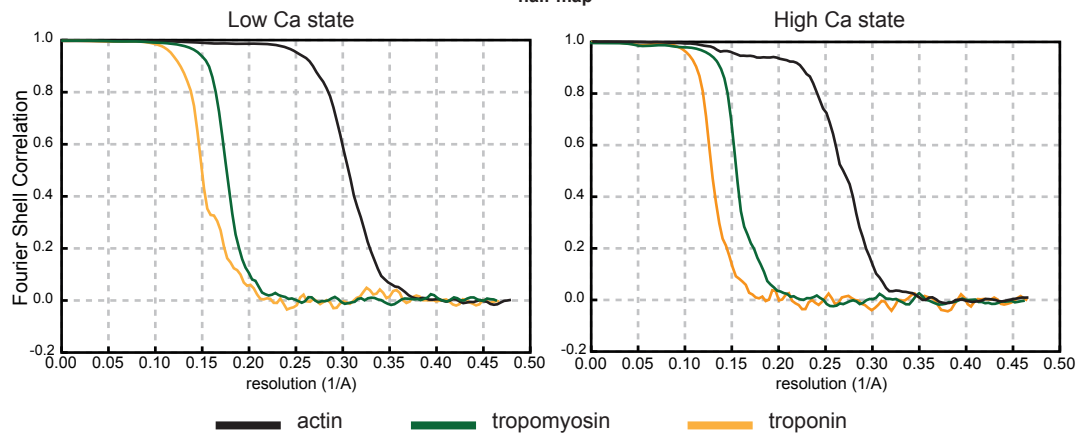 half map
Low Ca state
High Ca state
Fourier Shell Correlation
1.0
0.8
0.6
0.4
0.2
0.0
-0.2
0.00 0.05 0.10 0.15 0.20 0.25 0.30 0.35 0.40 0.45 0.50
resolution (1/A)
1.0
0.8
0.6
0.4
0.2
0.0
-0.2
0.00 0.05 0.10 0.15 0.20 0.25 0.30 0.35 0.40 0.45 0.50
resolution (1/A)
actin tropomyosin troponin